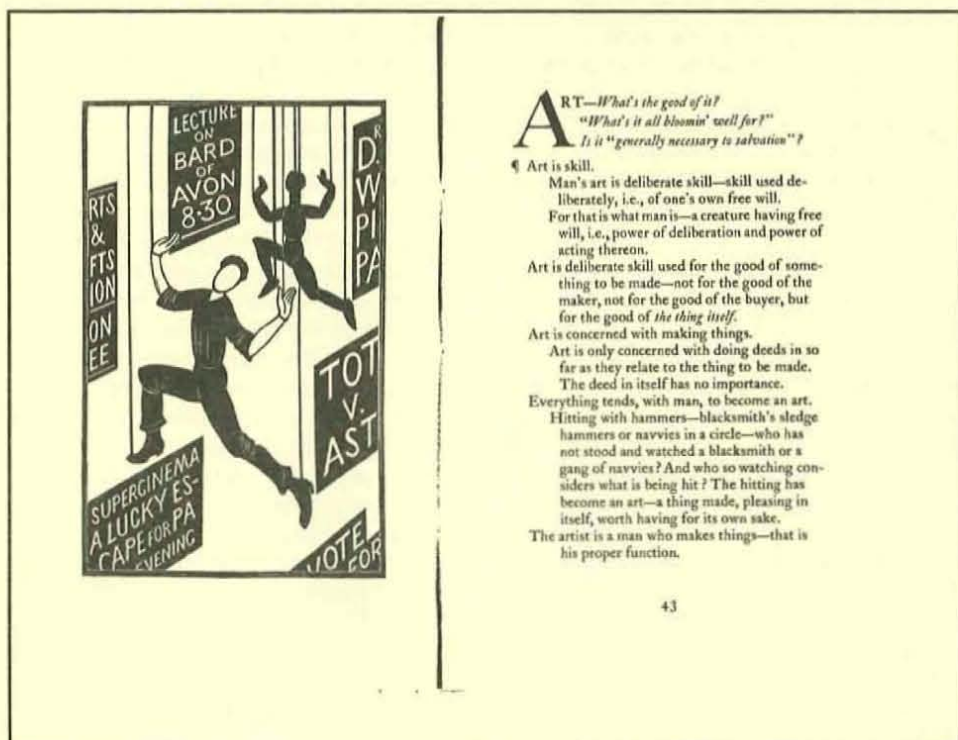 LECTURE
ON
BARD
OF
AVON
8·30
RTS
&
FTS
ION
ON
EE
D.R
W
PI
PA
TOT
V.
AST
SUPERCINEMA
A LUCKY ES-
CAPE FOR PA
EVENING
VOTE
FOR
ART—What's the good of it?
"What's it all bloomin' well for?"
Is it "generally necessary to salvation"?
¶ Art is skill.
Man's art is deliberate skill—skill used de-
liberately, i.e., of one's own free will.
For that is what man is—a creature having free
will, i.e., power of deliberation and power of
acting thereon.
Art is deliberate skill used for the good of some-
thing to be made—not for the good of the
maker, not for the good of the buyer, but
for the good of the thing itself.
Art is concerned with making things.
Art is only concerned with doing deeds in so
far as they relate to the thing to be made.
The deed in itself has no importance.
Everything tends, with man, to become an art.
Hitting with hammers—blacksmith's sledge
hammers or navvies in a circle—who has
not stood and watched a blacksmith or a
gang of navvies? And who so watching con-
siders what is being hit? The hitting has
become an art—a thing made, pleasing in
itself, worth having for its own sake.
The artist is a man who makes things—that is
his proper function.
43